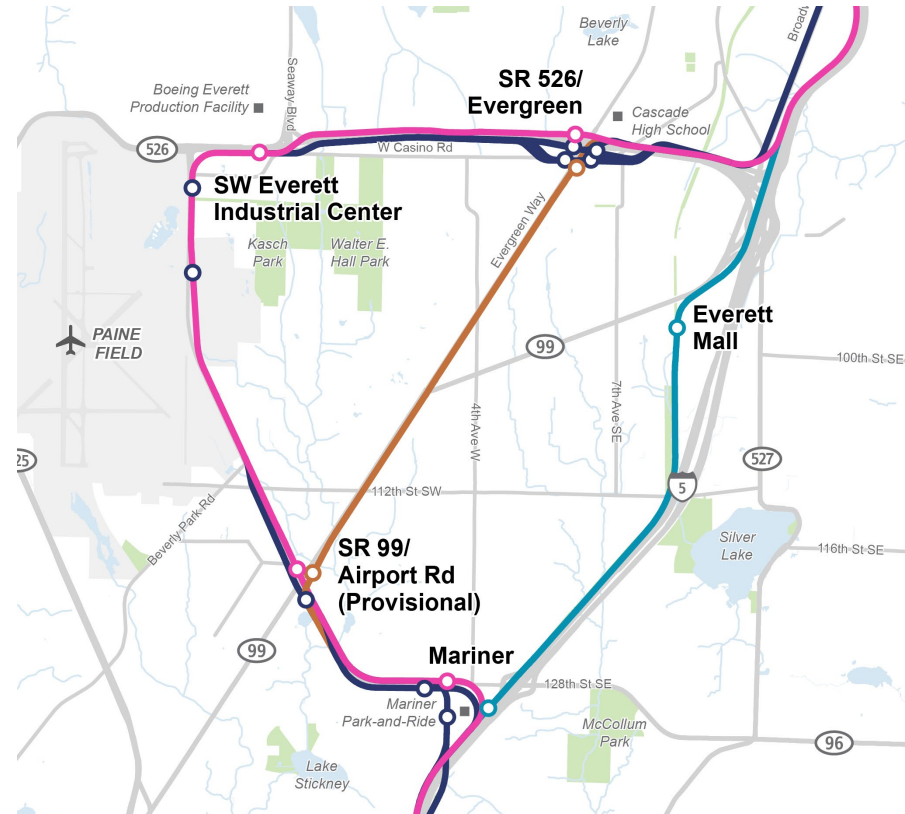 Beverly
Lake
Broadw
SR 526/
Evergreen
Boeing Everett
Production Facility
Seaway Blvd
Cascade
High School
526
W Casino Rd
SW Everett
Industrial Center
Kasch
Park
Walter E.
Hall Park
Evergreen Way
Everett
Mall
PAINE
FIELD
99
100th St SE
4th Ave W
7th Ave SE
25
527
5
112th St SW
Beverly Park Rd
Silver
Lake
SR 99/
Airport Rd
(Provisional)
116th St SE
99
Mariner
128th St SE
Mariner
Park-and-Ride
McCollum
Park
96
Lake
Stickney